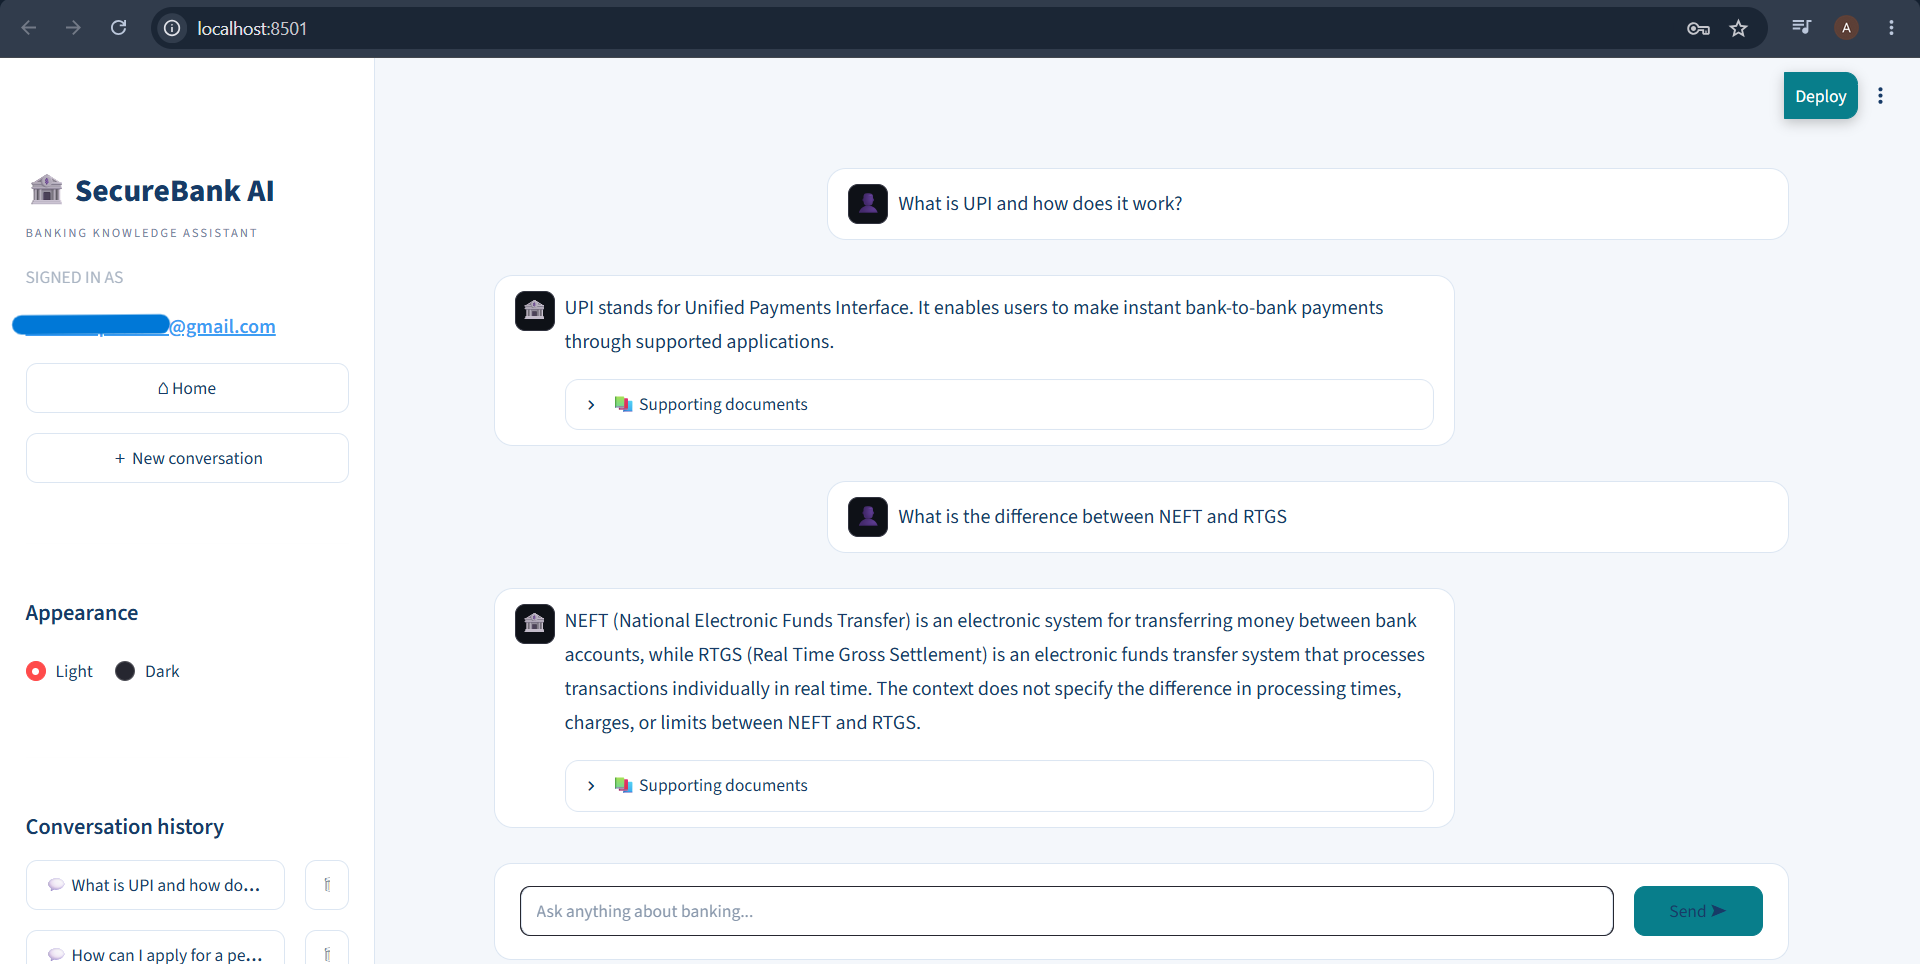 localhost:8501
A
Deploy
SecureBank AI
BANKING KNOWLEDGE ASSISTANT
SIGNED IN AS
@gmail.com
Home
+ New conversation
Appearance
Light
Dark
Conversation history
What is UPI and how do...
How can I apply for a pe...
What is UPI and how does it work?
UPI stands for Unified Payments Interface. It enables users to make instant bank-to-bank payments
through supported applications.
Supporting documents
What is the difference between NEFT and RTGS
NEFT (National Electronic Funds Transfer) is an electronic system for transferring money between bank
accounts, while RTGS (Real Time Gross Settlement) is an electronic funds transfer system that processes
transactions individually in real time. The context does not specify the difference in processing times,
charges, or limits between NEFT and RTGS.
Supporting documents
Ask anything about banking...
Send ➤